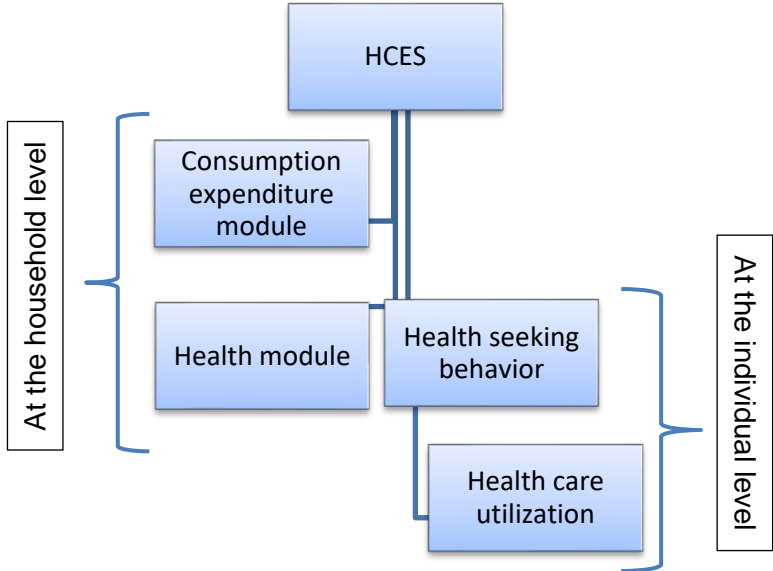 HCES
At the household level
Consumption
expenditure
module
Health module
Health seeking
behavior
Health care
utilization
At the individual level